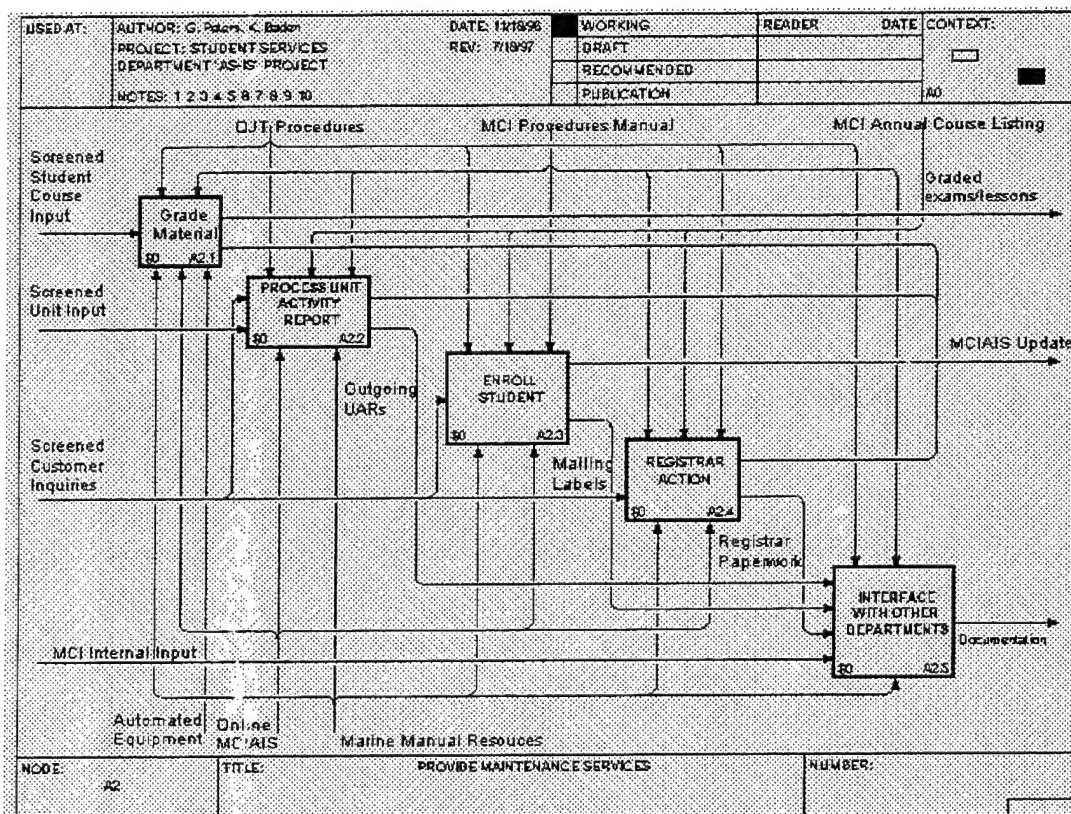 USED AT:
AUTHOR: G. Peters, K. Baden
DATE: 11/18/96
WORKING
READER
DATE
CONTEXT:
PROJECT: STUDENT SERVICES
REV: 7/18/97
DRAFT
DEPARTMENT 'AS-IS' PROJECT
RECOMMENDED
NOTES: 1 2 3 4 5 6 7 8 9 10
PUBLICATION
A0
OJT Procedures
MCI Procedures Manual
MCI Annual Course Listing
Screened
Student
Course
Input
Graded
exams/lessons
Grade
Material
$0
A2.1
Screened
Unit Input
PROCESS UNIT
ACTIVITY
REPORT
$0
A2.2
MCIAIS Update
Outgoing
UARs
ENROLL
STUDENT
$0
A2.3
Screened
Customer
Inquiries
Mailing
Labels
REGISTRAR
ACTION
$0
A2.4
Registrar
Paperwork
INTERFACE
WITH OTHER
DEPARTMENTS
$0
A2.5
Documentation
MCI Internal Input
Automated
Equipment
Online
MCIAIS
Marine Manual Resouces
NODE:
A2
TITLE:
PROVIDE MAINTENANCE SERVICES
NUMBER: